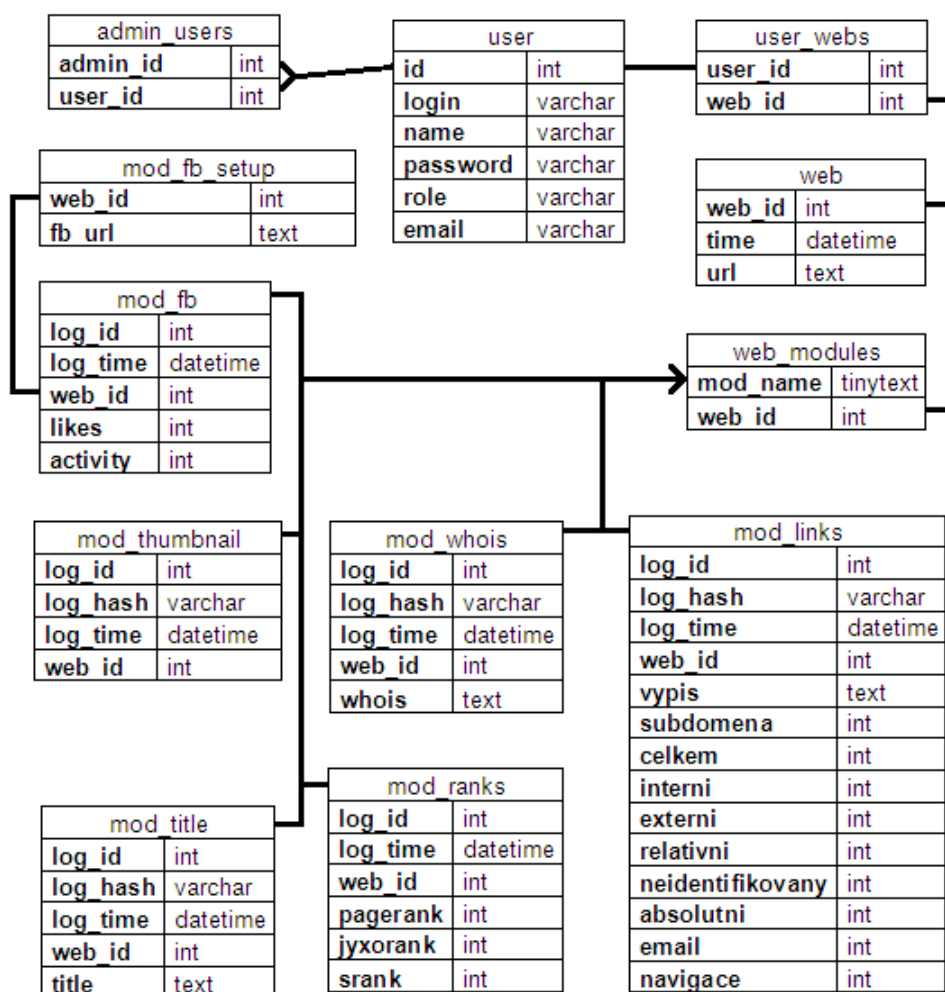 admin_users
admin_id int
user_id int
user
id int
login varchar
name varchar
password varchar
role varchar
email varchar
user_webs
user_id int
web_id int
mod_fb_setup
web_id int
fb_url text
web
web_id int
time datetime
url text
mod_fb
log_id int
log_time datetime
web_id int
likes int
activity int
web_modules
mod_name tinytext
web_id int
mod_thumbnail
log_id int
log_hash varchar
log_time datetime
web_id int
mod_whois
log_id int
log_hash varchar
log_time datetime
web_id int
whois text
mod_links
log_id int
log_hash varchar
log_time datetime
web_id int
vypis text
subdomena int
celkem int
interni int
externi int
relativni int
neidentifikovany int
absolutni int
email int
navigace int
mod_title
log_id int
log_hash varchar
log_time datetime
web_id int
title text
mod_ranks
log_id int
log_time datetime
web_id int
pagerank int
jyxorank int
srank int